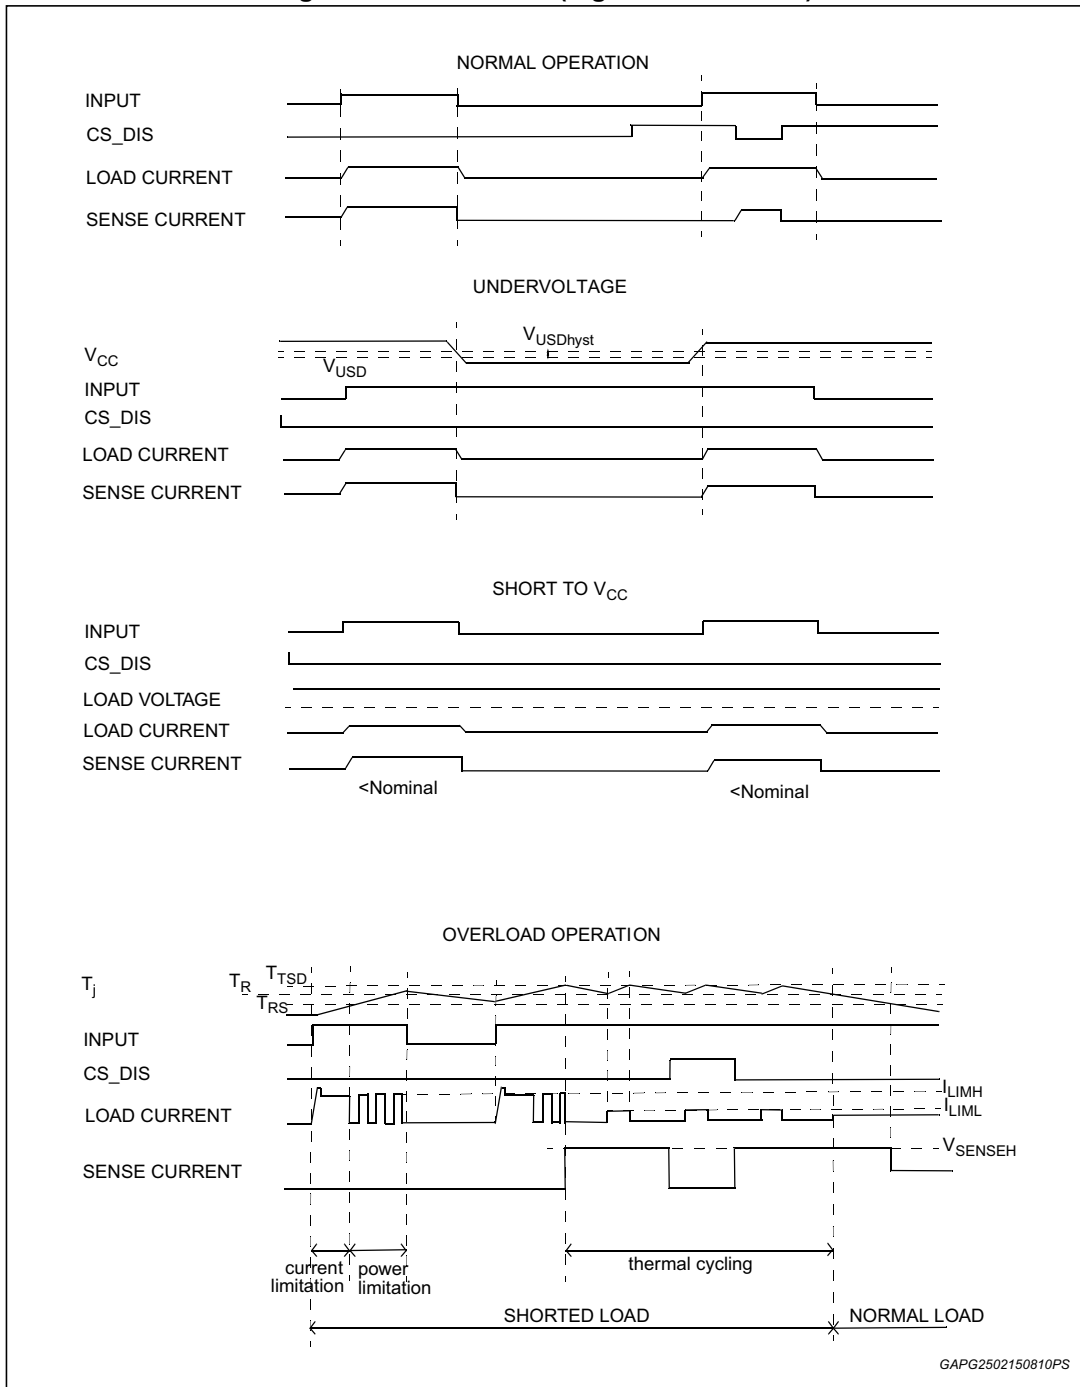 NORMAL OPERATION
INPUT
CS_DIS
LOAD CURRENT
SENSE CURRENT
UNDERVOLTAGE
VUSDhyst
VCC
VUSD
INPUT
CS_DIS
LOAD CURRENT
SENSE CURRENT
SHORT TO VCC
INPUT
CS_DIS
LOAD VOLTAGE
LOAD CURRENT
SENSE CURRENT
<Nominal
<Nominal
OVERLOAD OPERATION
Tj
TR
TTSD
TRS
INPUT
CS_DIS
ILIMH
LOAD CURRENT
ILIML
VSENSEH
SENSE CURRENT
current
limitation
power
limitation
thermal cycling
SHORTED LOAD
NORMAL LOAD
GAPG2502150810PS